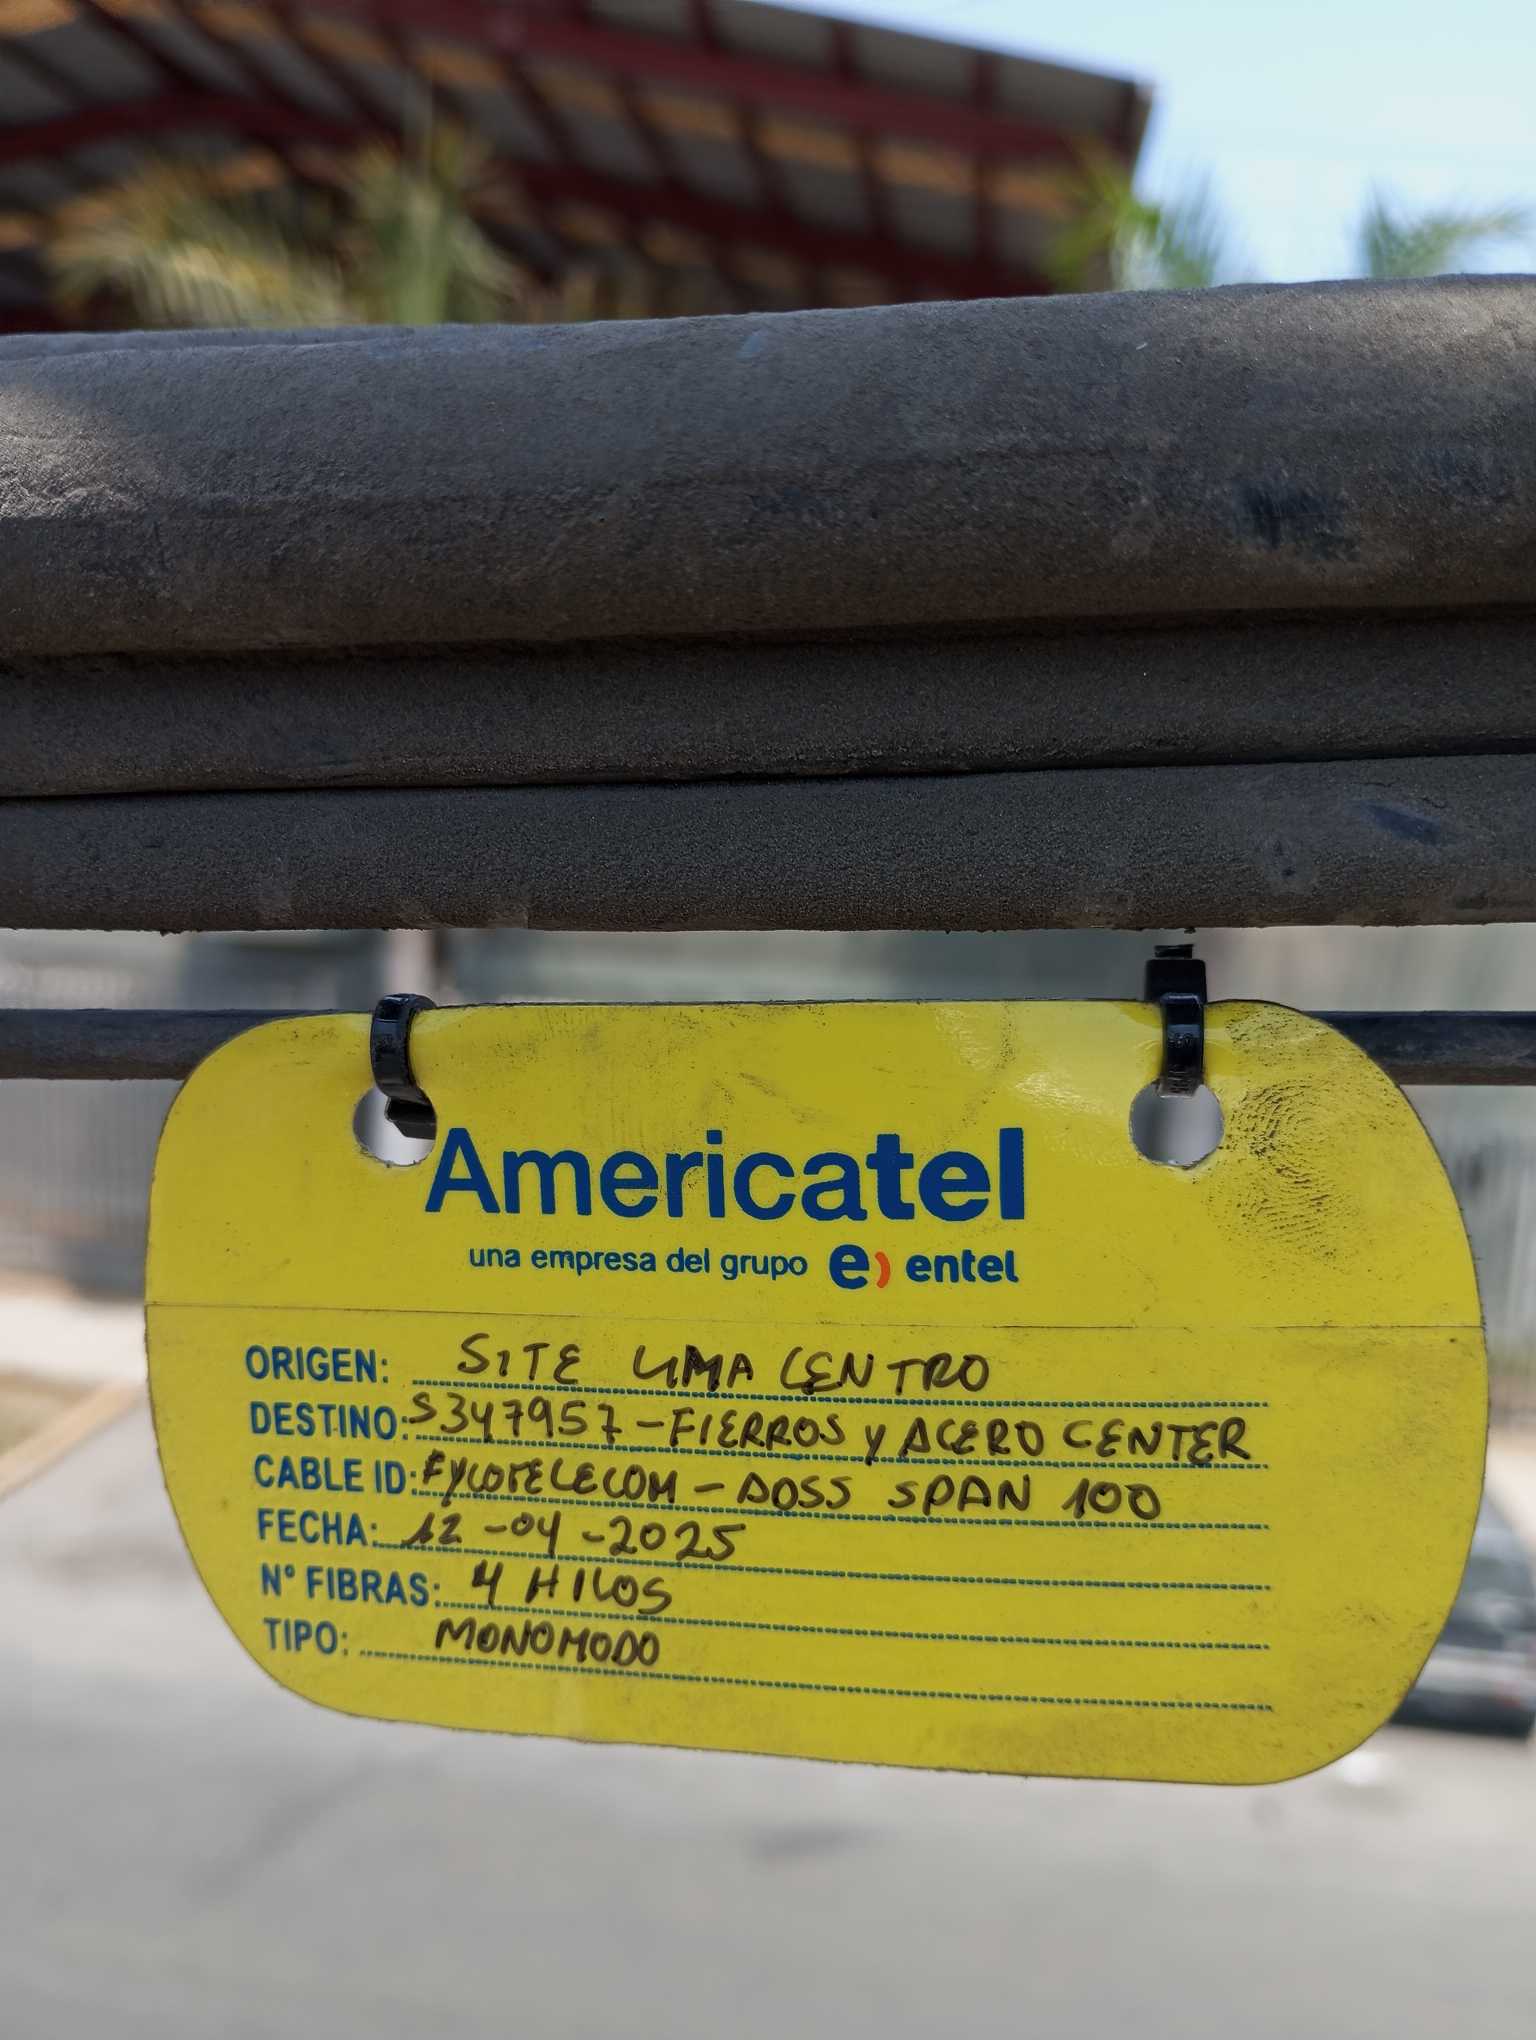 Americatel
una empresa del grupo e) entel
ORIGEN: SITE LIMA CENTRO
DESTINO: S347957-FIERROS Y ACERO CENTER
CABLE ID: FYCOTELECOM - ADSS SPAN 100
FECHA: 12-04-2025
N° FIBRAS: 4 HILOS
TIPO: MONOMODO